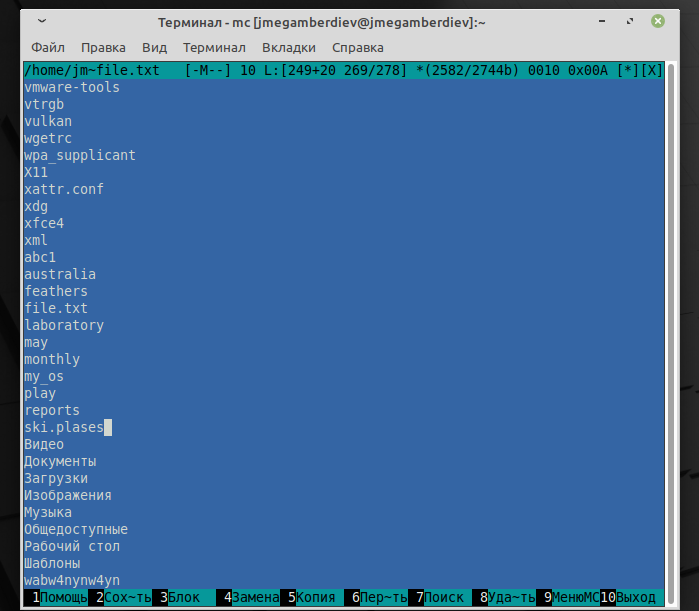 Терминал - mc [jmegamberdiev@jmegamberdiev]:~
Файл Правка Вид Терминал Вкладки Справка
/home/jm~file.txt [-M--] 10 L:[249+20 269/278] *(2582/2744b) 0010 0x00A [*][X]
vmware-tools
vtrgb
vulkan
wgetrc
wpa_supplicant
X11
xattr.conf
xdg
xfce4
xml
abc1
australia
feathers
file.txt
laboratory
may
monthly
my_os
play
reports
ski.plases
Видео
Документы
Загрузки
Изображения
Музыка
Общедоступные
Рабочий стол
Шаблоны
wabw4nynw4yn
1Помощь 2Сох~ть 3Блок 4Замена 5Копия 6Пер~ть 7Поиск 8Уда~ть 9МенюMC 10Выход